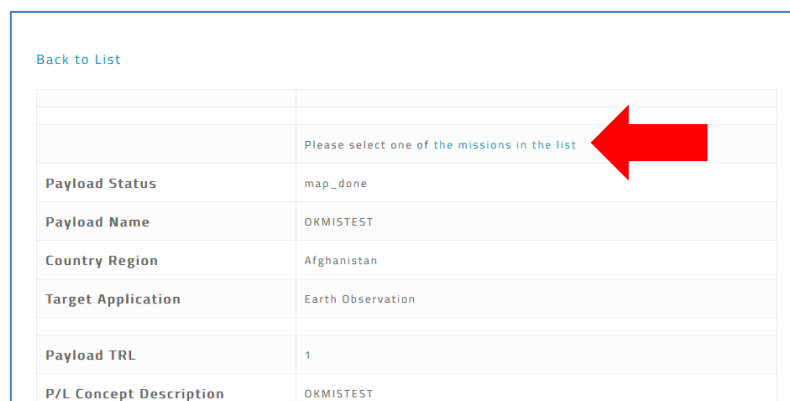 Back to List
Please select one of the missions in the list
Payload Status map_done
Payload Name OKMISTEST
Country Region Afghanistan
Target Application Earth Observation
Payload TRL 1
P/L Concept Description OKMISTEST